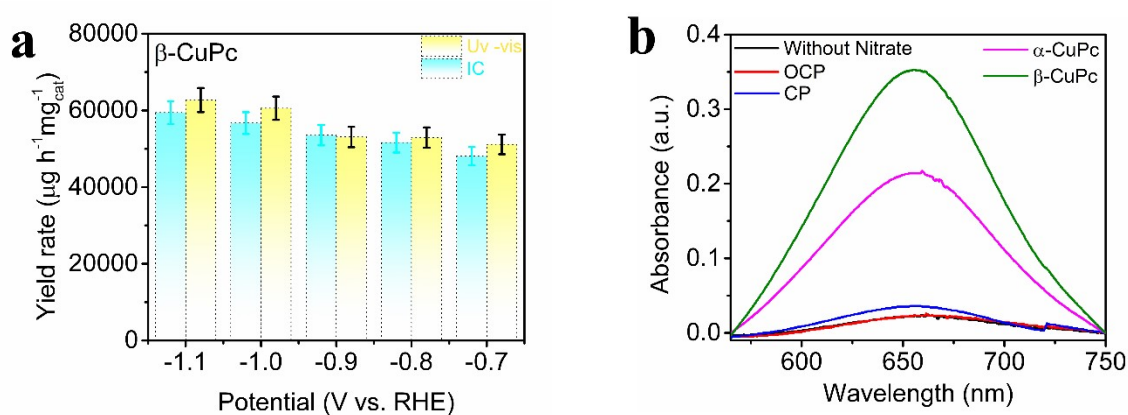 a
β-CuPc
Uv -vis
IC
80000
60000
40000
20000
0
Yield rate (μg h⁻¹mg⁻¹cat)
-1.1 -1.0 -0.9 -0.8 -0.7
Potential (V vs. RHE)
b
Without Nitrate
OCP
CP
α-CuPc
β-CuPc
0.4
0.3
0.2
0.1
0.0
Absorbance (a.u.)
600 650 700 750
Wavelength (nm)